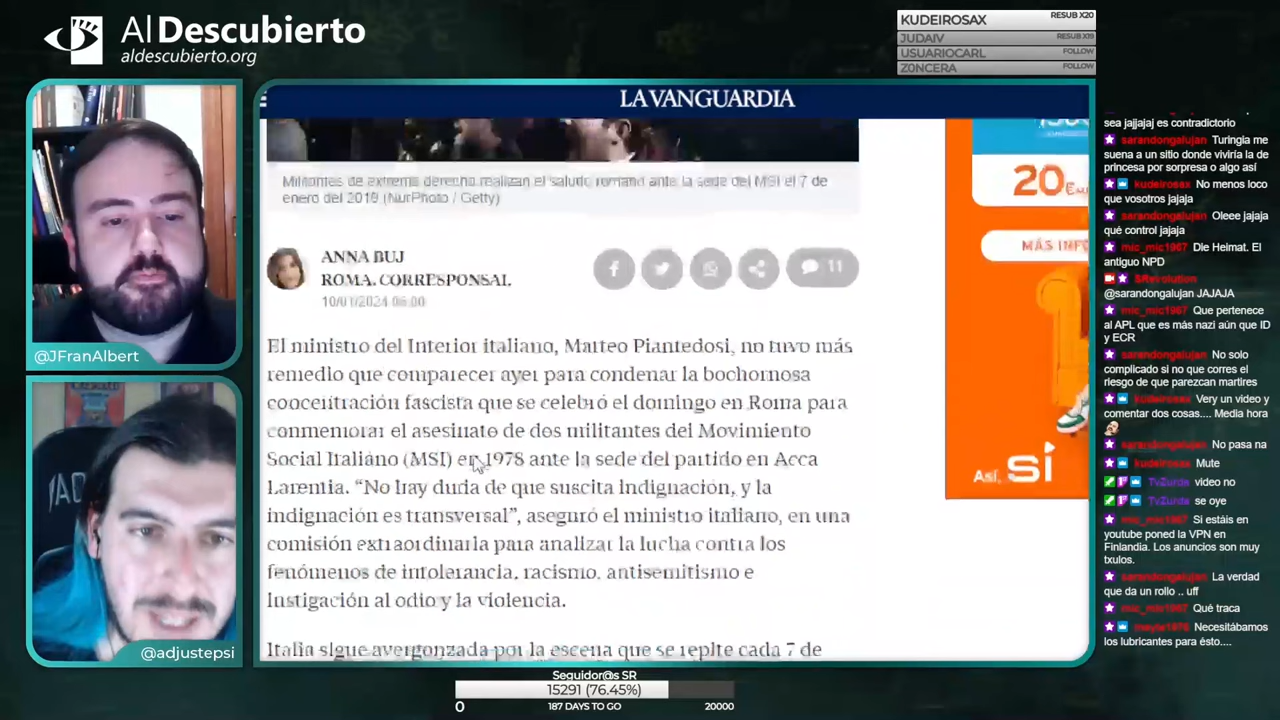 Al Descubierto
aldescubierto.org
KUDEIROSAX RESUB X20
JUDAIV RESUB X19
USUARIOCARL FOLLOW
Z0NCERA FOLLOW
@JFranAlbert
@adjustepsi
LA VANGUARDIA
Militantes de extrema derecha realizan el saludo romano ante la sede del MSI el 7 de
enero del 2019 (NurPhoto / Getty)
ANNA BUJ
ROMA. CORRESPONSAL
10/01/2024 06:00
11
El ministro del Interior italiano, Matteo Piantedosi, no tuvo más
remedio que comparecer ayer para condenar la bochornosa
concentración fascista que se celebró el domingo en Roma para
conmemorar el asesinato de dos militantes del Movimiento
Social Italiano (MSI) en 1978 ante la sede del partido en Acca
Larentia. “No hay duda de que suscita indignación, y la
indignación es transversal”, aseguró el ministro italiano, en una
comisión extraordinaria para analizar la lucha contra los
fenómenos de intolerancia, racismo, antisemitismo e
instigación al odio y la violencia.
Italia sigue avergonzada por la escena que se repite cada 7 de
20
MÁS INFO
Así, sí
sea jajjajaj es contradictorio
sarandongalujan Turingia me
suena a un sitio donde viviría la de
princesa por sorpresa o algo así
kudeirosax No menos loco
que vosotros jajaja
sarandongalujan Oleee jajaja
qué control jajaja
mic_mic1967 Die Heimat. El
antiguo NPD
SRevolution
@sarandongalujan JAJAJA
mic_mic1967 Que pertenece
al APL que es más nazi aún que ID
y ECR
sarandongalujan No solo
complicado si no que corres el
riesgo de que parezcan martires
kudeirosax Very un video y
comentar dos cosas.... Media hora
sarandongalujan No pasa na
kudeirosax Mute
TvZurda video no
TvZurda se oye
mic_mic1967 Si estáis en
youtube poned la VPN en
Finlandia. Los anuncios son muy
txulos.
sarandongalujan La verdad
que da un rollo .. uff
mic_mic1967 Qué traca
Necesitábamos
los lubricantes para ésto....
Seguidor@s SR
15291 (76.45%)
0 187 DAYS TO GO 20000